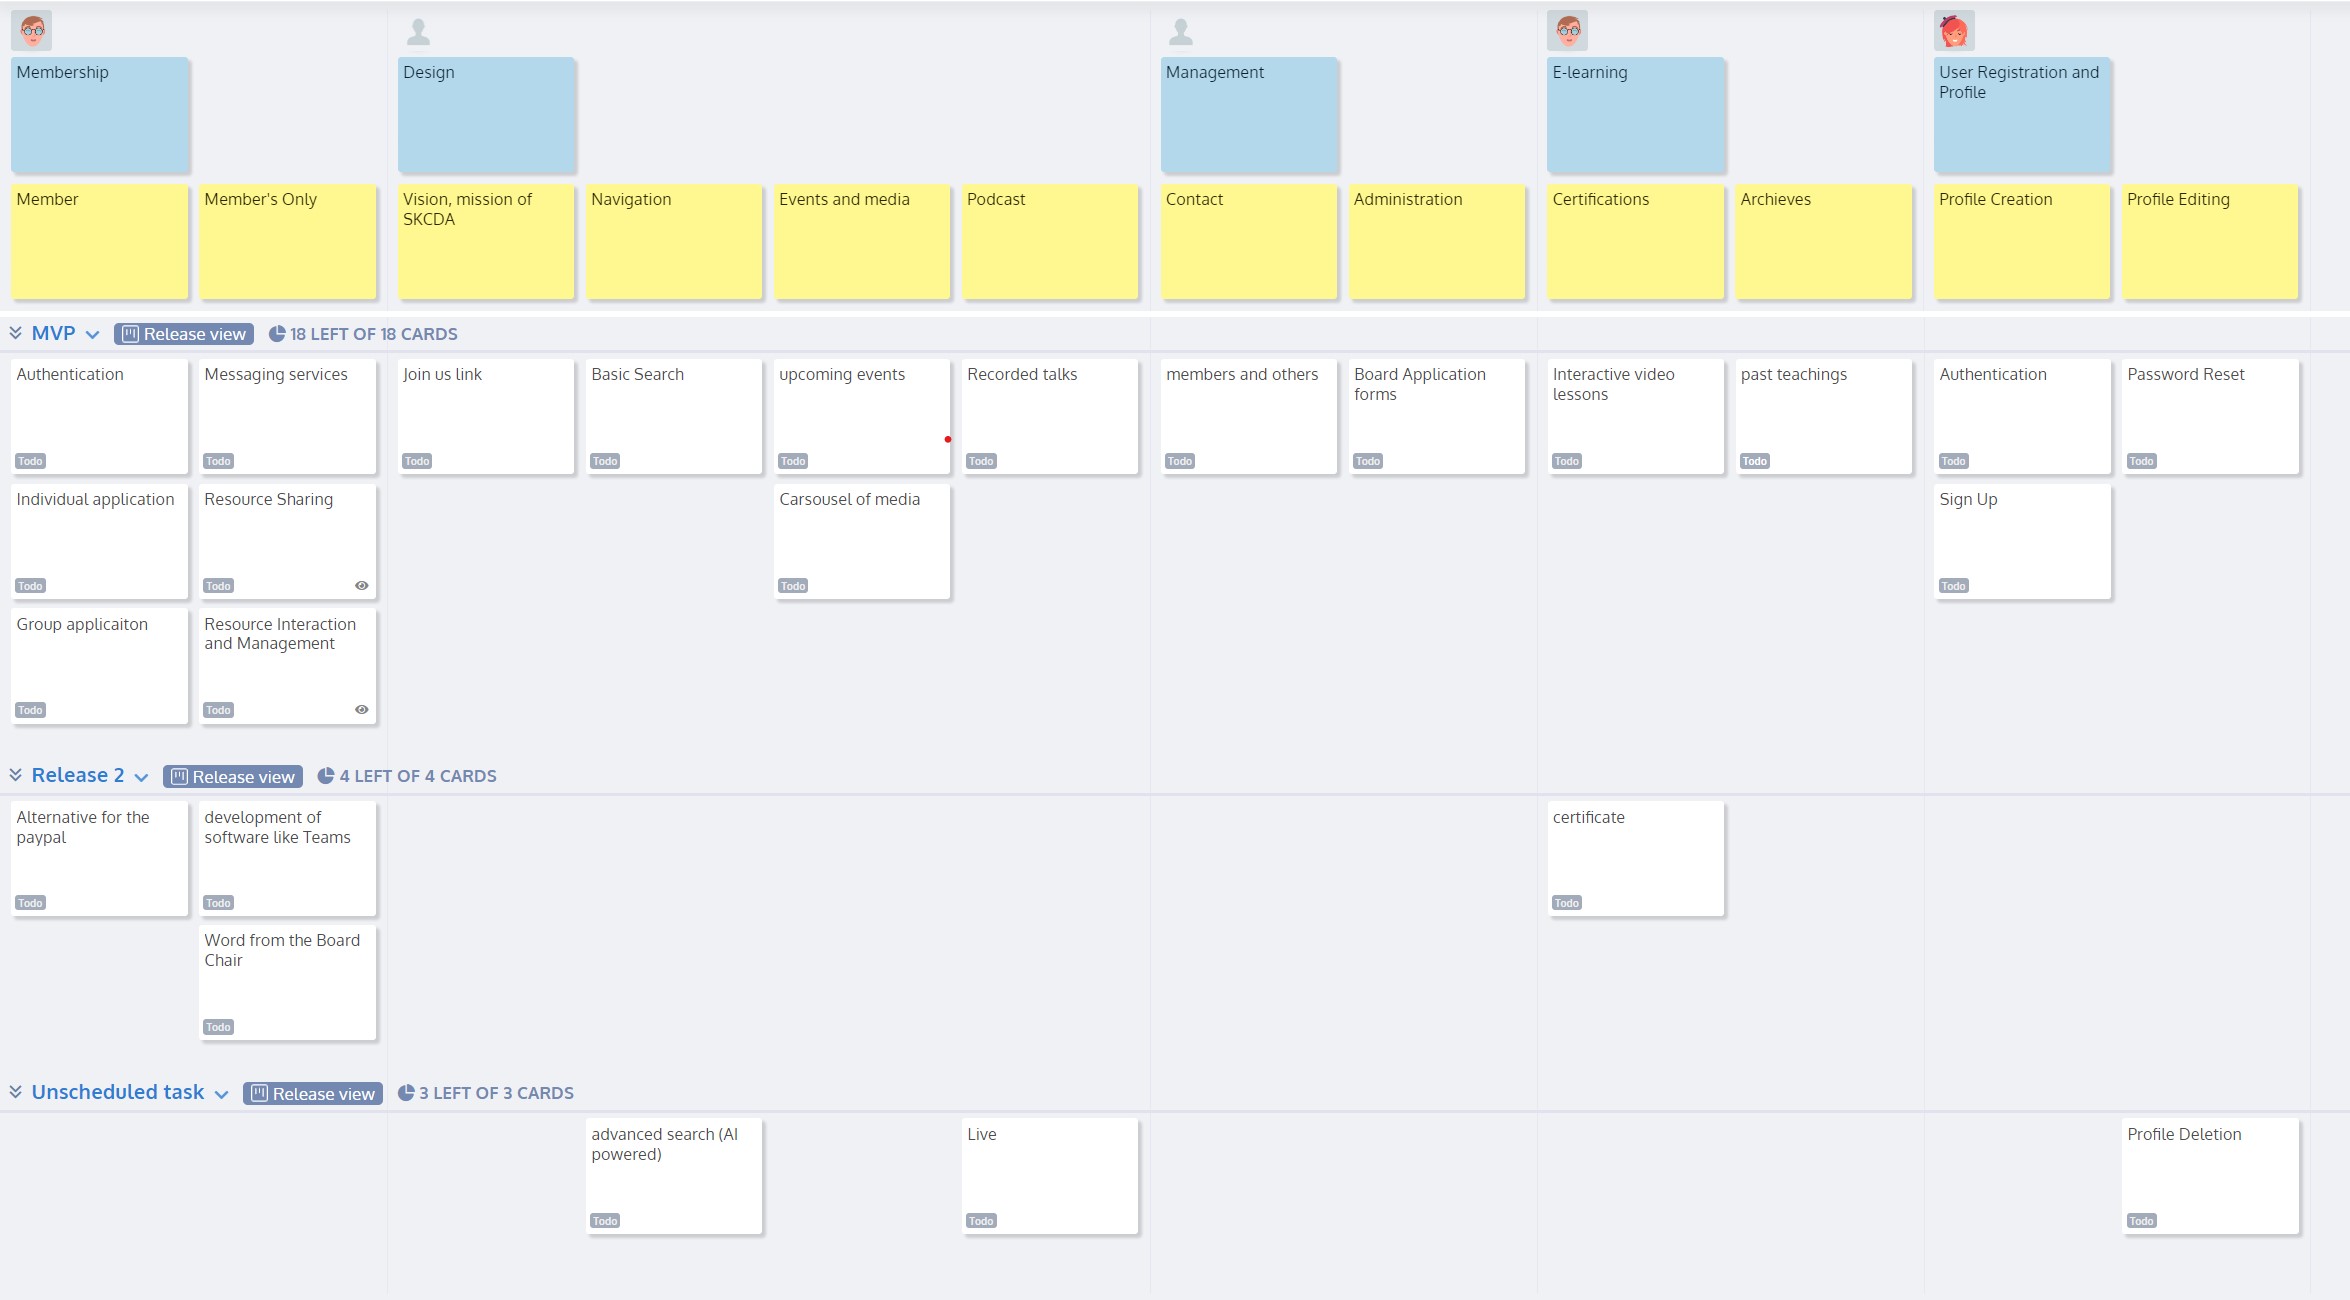 Membership
Design
Management
E-learning
User Registration and
Profile
Member
Member's Only
Vision, mission of
SKCDA
Navigation
Events and media
Podcast
Contact
Administration
Certifications
Archieves
Profile Creation
Profile Editing
MVP
Release view
18 LEFT OF 18 CARDS
Authentication
Todo
Messaging services
Todo
Join us link
Todo
Basic Search
Todo
upcoming events
Todo
Recorded talks
Todo
members and others
Todo
Board Application
forms
Todo
Interactive video
lessons
Todo
past teachings
Todo
Authentication
Todo
Password Reset
Todo
Individual application
Todo
Resource Sharing
Todo
Carsousel of media
Todo
Sign Up
Todo
Group applicaiton
Todo
Resource Interaction
and Management
Todo
Release 2
Release view
4 LEFT OF 4 CARDS
Alternative for the
paypal
Todo
development of
software like Teams
Todo
certificate
Todo
Word from the Board
Chair
Todo
Unscheduled task
Release view
3 LEFT OF 3 CARDS
advanced search (AI
powered)
Todo
Live
Todo
Profile Deletion
Todo